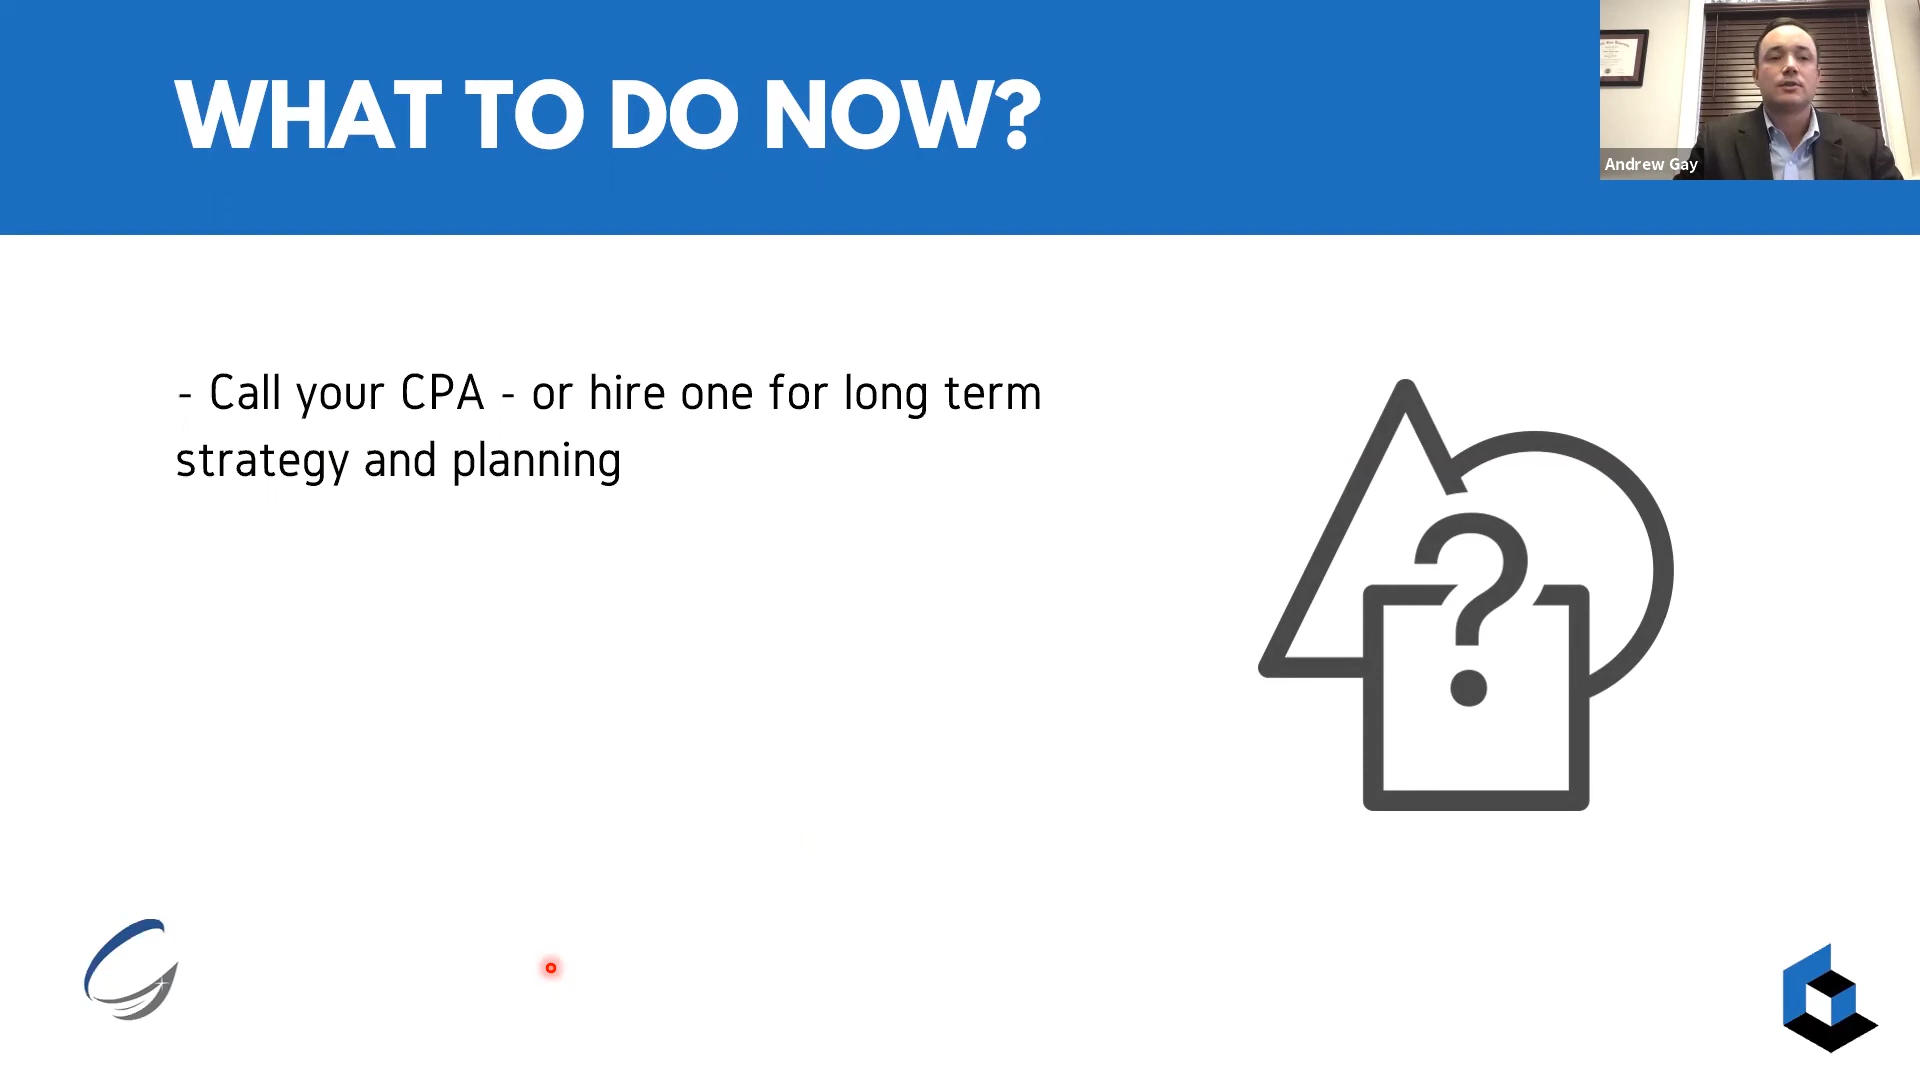 WHAT TO DO NOW?
Andrew Gay
- Call your CPA - or hire one for long term
strategy and planning
?